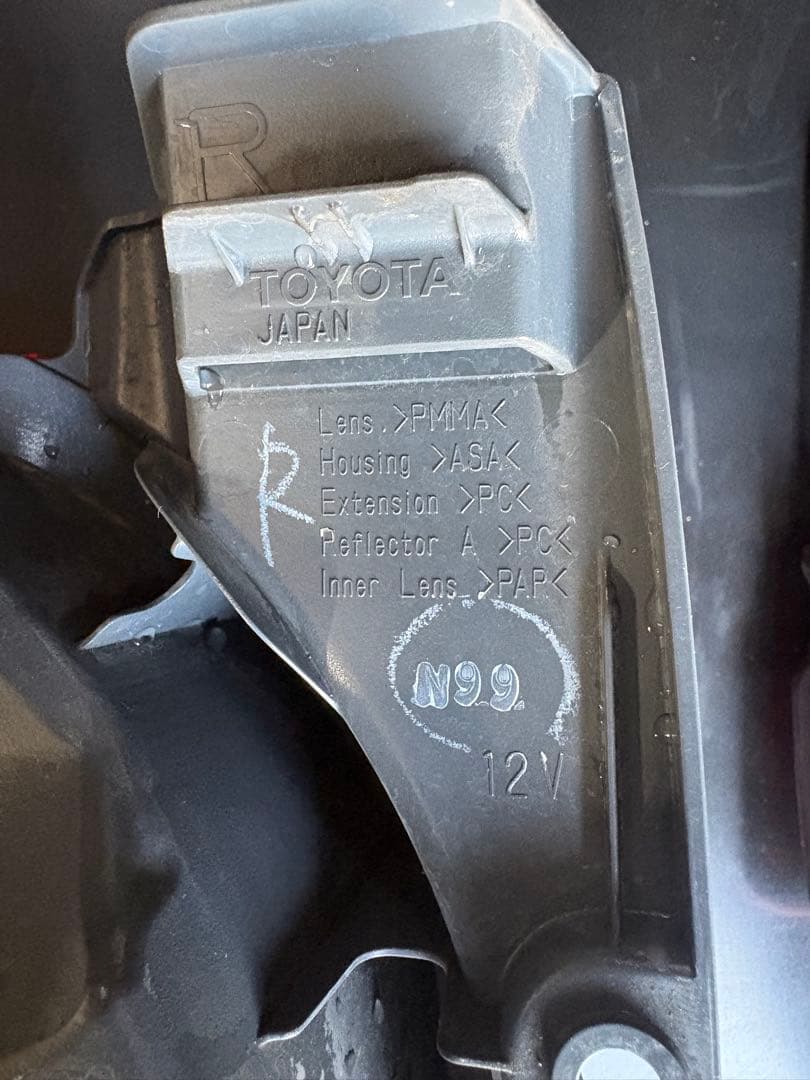 R
TOYOTA
JAPAN
Lens >PMMA<
Housing >ASA<
R
Extension >PC<
Reflector A >PC<
Inner Lens >PAR<
N99
12V